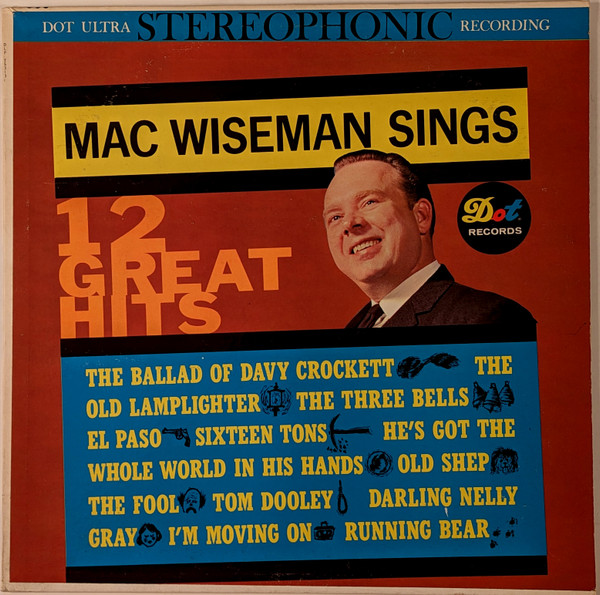 DOT ULTRA STEREOPHONIC RECORDING
MAC WISEMAN SINGS
12
GREAT
HITS
Dot
RECORDS
THE BALLAD OF DAVY CROCKETT THE
OLD LAMPLIGHTER THE THREE BELLS
EL PASO SIXTEEN TONS HE'S GOT THE
WHOLE WORLD IN HIS HANDS OLD SHEP
THE FOOL TOM DOOLEY DARLING NELLY
GRAY I'M MOVING ON RUNNING BEAR